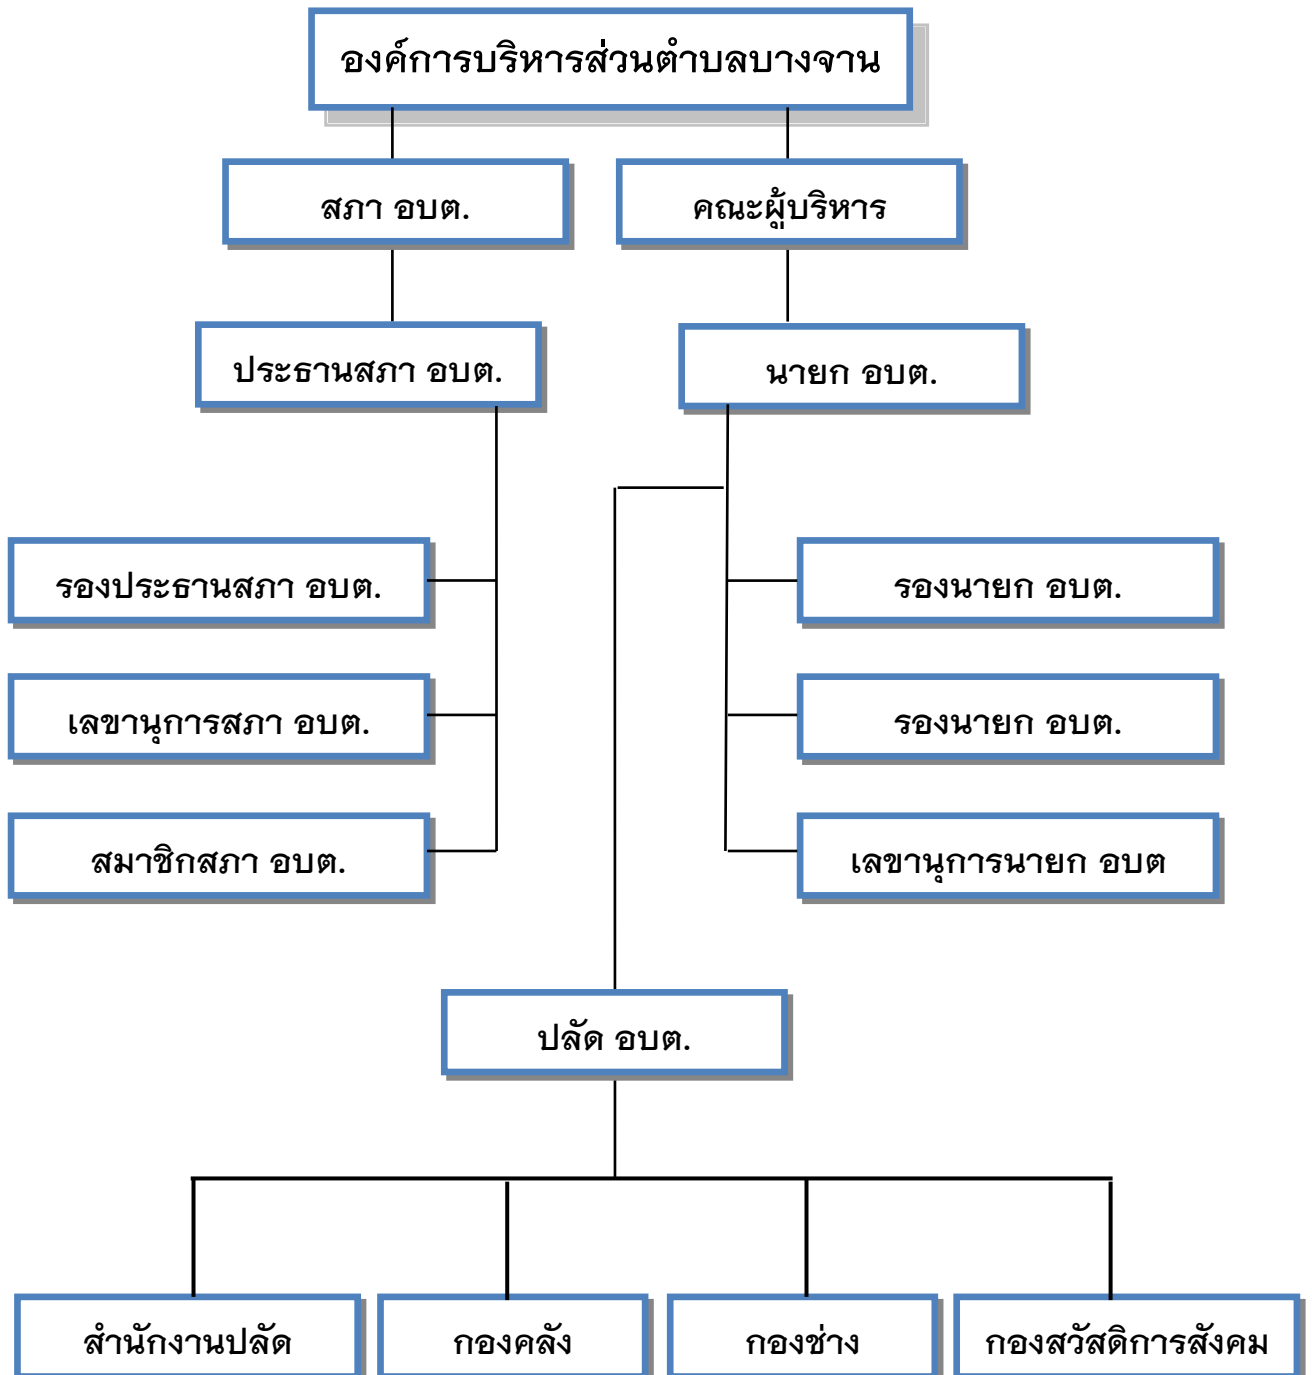 องค์การบริหารส่วนตำบลบางจาน
สภา อบต.
คณะผู้บริหาร
ประธานสภา อบต.
นายก อบต.
รองประธานสภา อบต.
รองนายก อบต.
เลขานุการสภา อบต.
รองนายก อบต.
สมาชิกสภา อบต.
เลขานุการนายก อบต
ปลัด อบต.
สำนักงานปลัด
กองคลัง
กองช่าง
กองสวัสดิการสังคม